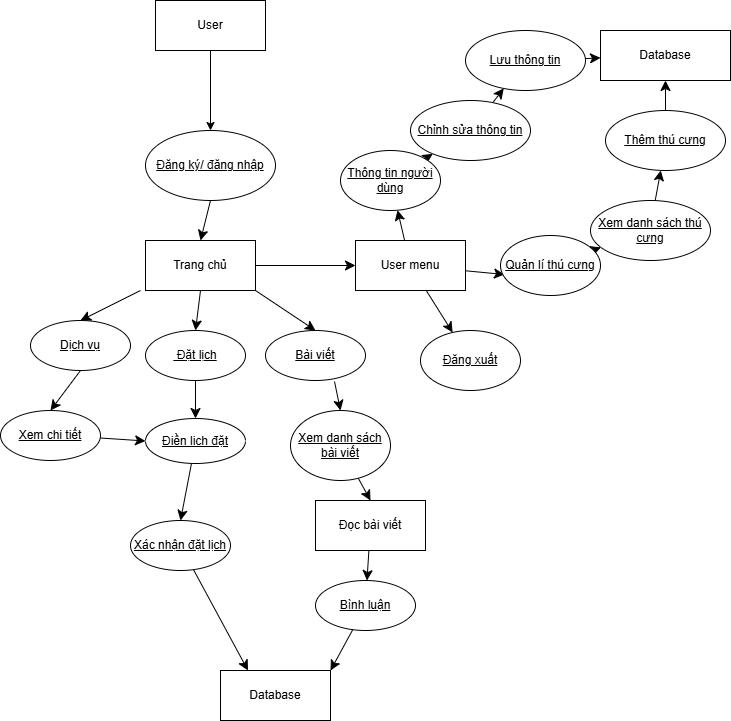 User
Lưu thông tin
Database
Chỉnh sửa thông tin
Thêm thú cưng
Đăng ký/ đăng nhập
Thông tin người
dùng
Xem danh sách thú
cưng
Trang chủ
User menu
Quản lí thú cưng
Dịch vụ
Đặt lịch
Bài viết
Đăng xuất
Xem chi tiết
Điền lich đặt
Xem danh sách
bài viết
Đọc bài viết
Xác nhận đặt lịch
Bình luận
Database